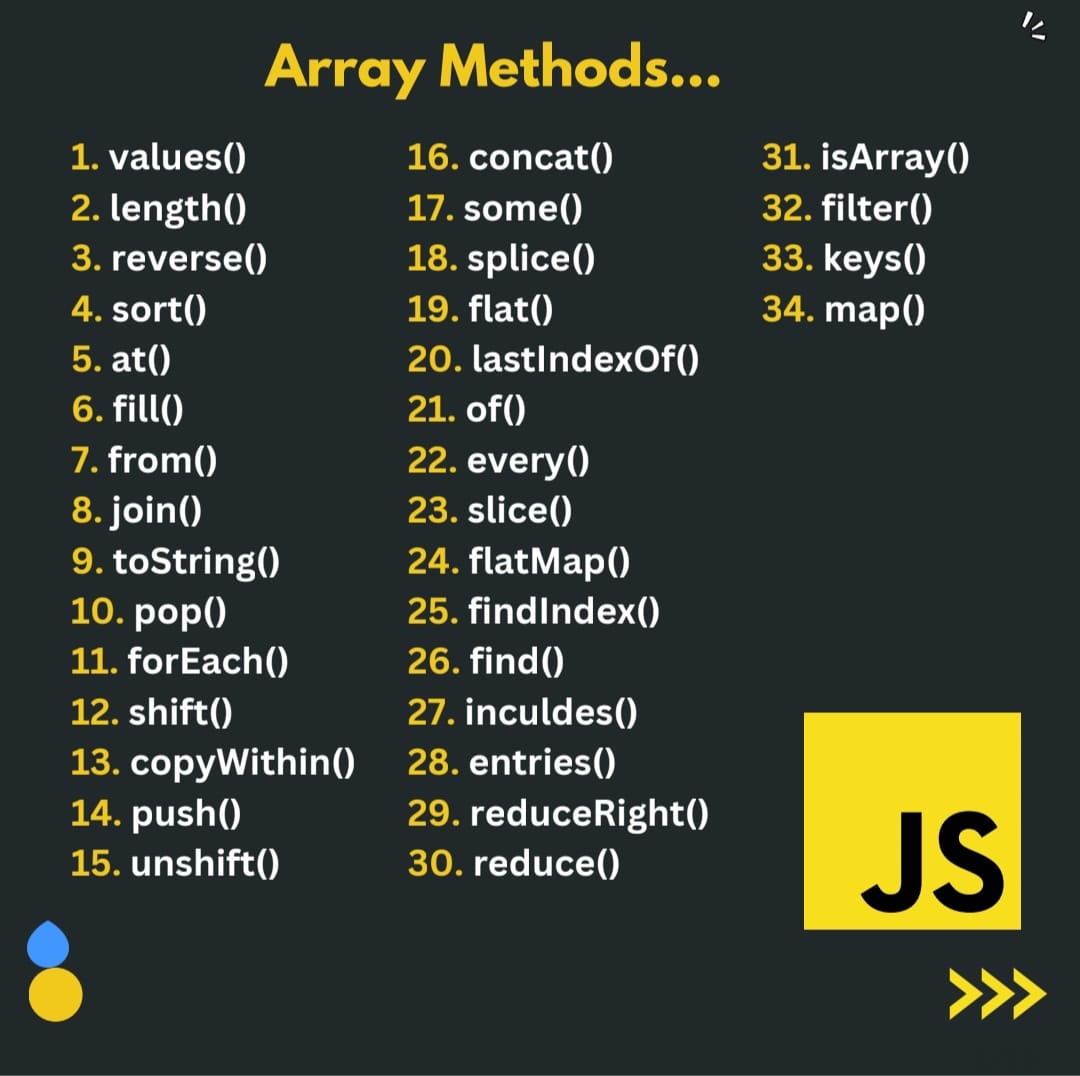 Array Methods...
1. values()
2. length()
3. reverse()
4. sort()
5. at()
6. fill()
7. from()
8. join()
9. toString()
10. pop()
11. forEach()
12. shift()
13. copyWithin()
14. push()
15. unshift()
16. concat()
17. some()
18. splice()
19. flat()
20. lastIndexOf()
21. of()
22. every()
23. slice()
24. flatMap()
25. findIndex()
26. find()
27. inculdes()
28. entries()
29. reduceRight()
30. reduce()
31. isArray()
32. filter()
33. keys()
34. map()
JS